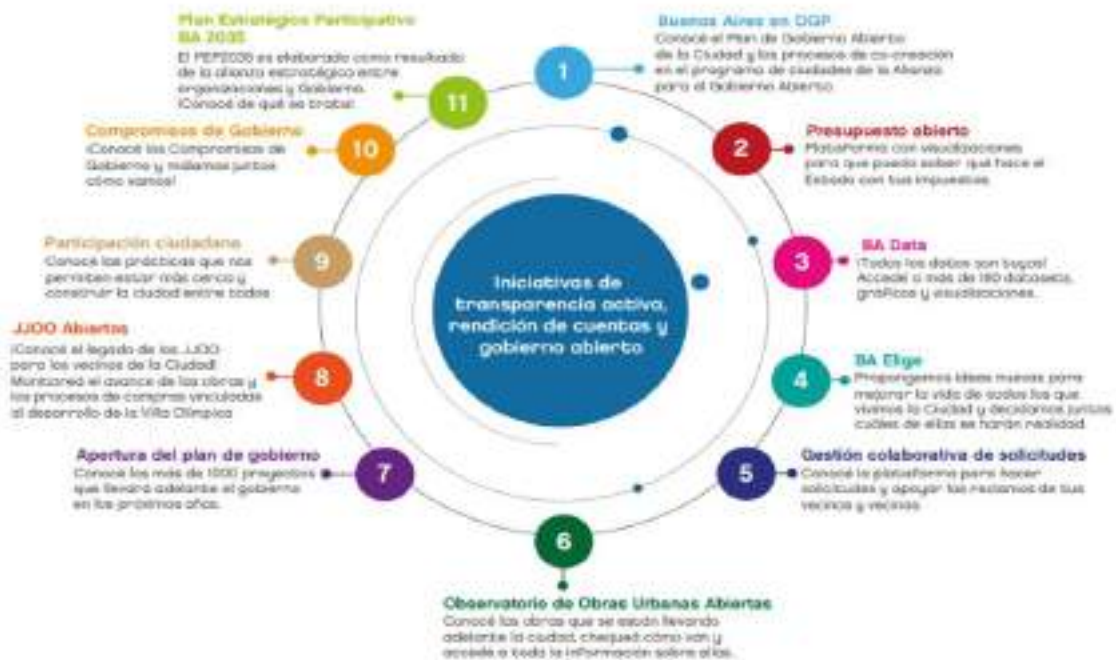 Iniciativas de
transparencia activa,
rendición de cuentas y
gobierno abierto
1
Buenos Aires en OGP
Conocé el Plan de Gobierno Abierto
de la Ciudad y los procesos de co-creación
en el programa de ciudades de la Alianza
para el Gobierno Abierto.
2
Presupuesto abierto
Plataforma con visualizaciones
para que pueda saber qué hace el
Estado con tus impuestos.
3
BA Data
¡Todos los datos son tuyos!
Accedé a más de 180 datasets,
gráficos y visualizaciones.
4
BA Elige
Propongamos ideas nuevas para
mejorar la vida de todos los que
vivimos la Ciudad y decidamos juntos
cuáles de ellas se harán realidad.
5
Gestión colaborativa de solicitudes
Conocé la plataforma para hacer
solicitudes y apoyar los reclamos de tus
vecinos y vecinas.
6
Observatorio de Obras Urbanas Abiertas
Conocé las obras que se están llevando
adelante la ciudad, chequeá cómo van y
accedé a toda la información sobre ellas.
7
Apertura del plan de gobierno
Conocé los más de 1000 proyectos
que llevará adelante el gobierno
en los próximos años.
8
JJOO Abiertos
¡Conocé el legado de los JJOO
para los vecinos de la Ciudad!
Monitoreá el avance de las obras y
los procesos de compras vinculadas
al desarrollo de la Villa Olímpica
9
Participación ciudadana
Conocé las prácticas que nos
permiten estar más cerca y
construir la ciudad entre todos
10
Compromisos de Gobierno
¡Conocé los Compromisos de
Gobierno y midamos juntos
cómo vamos!
11
Plan Estratégico Participativo
BA 2035
El PEP2035 es elaborado como resultado
de la alianza estratégico entre
organizaciones y Gobierno.
¡Conocé de qué se trata!